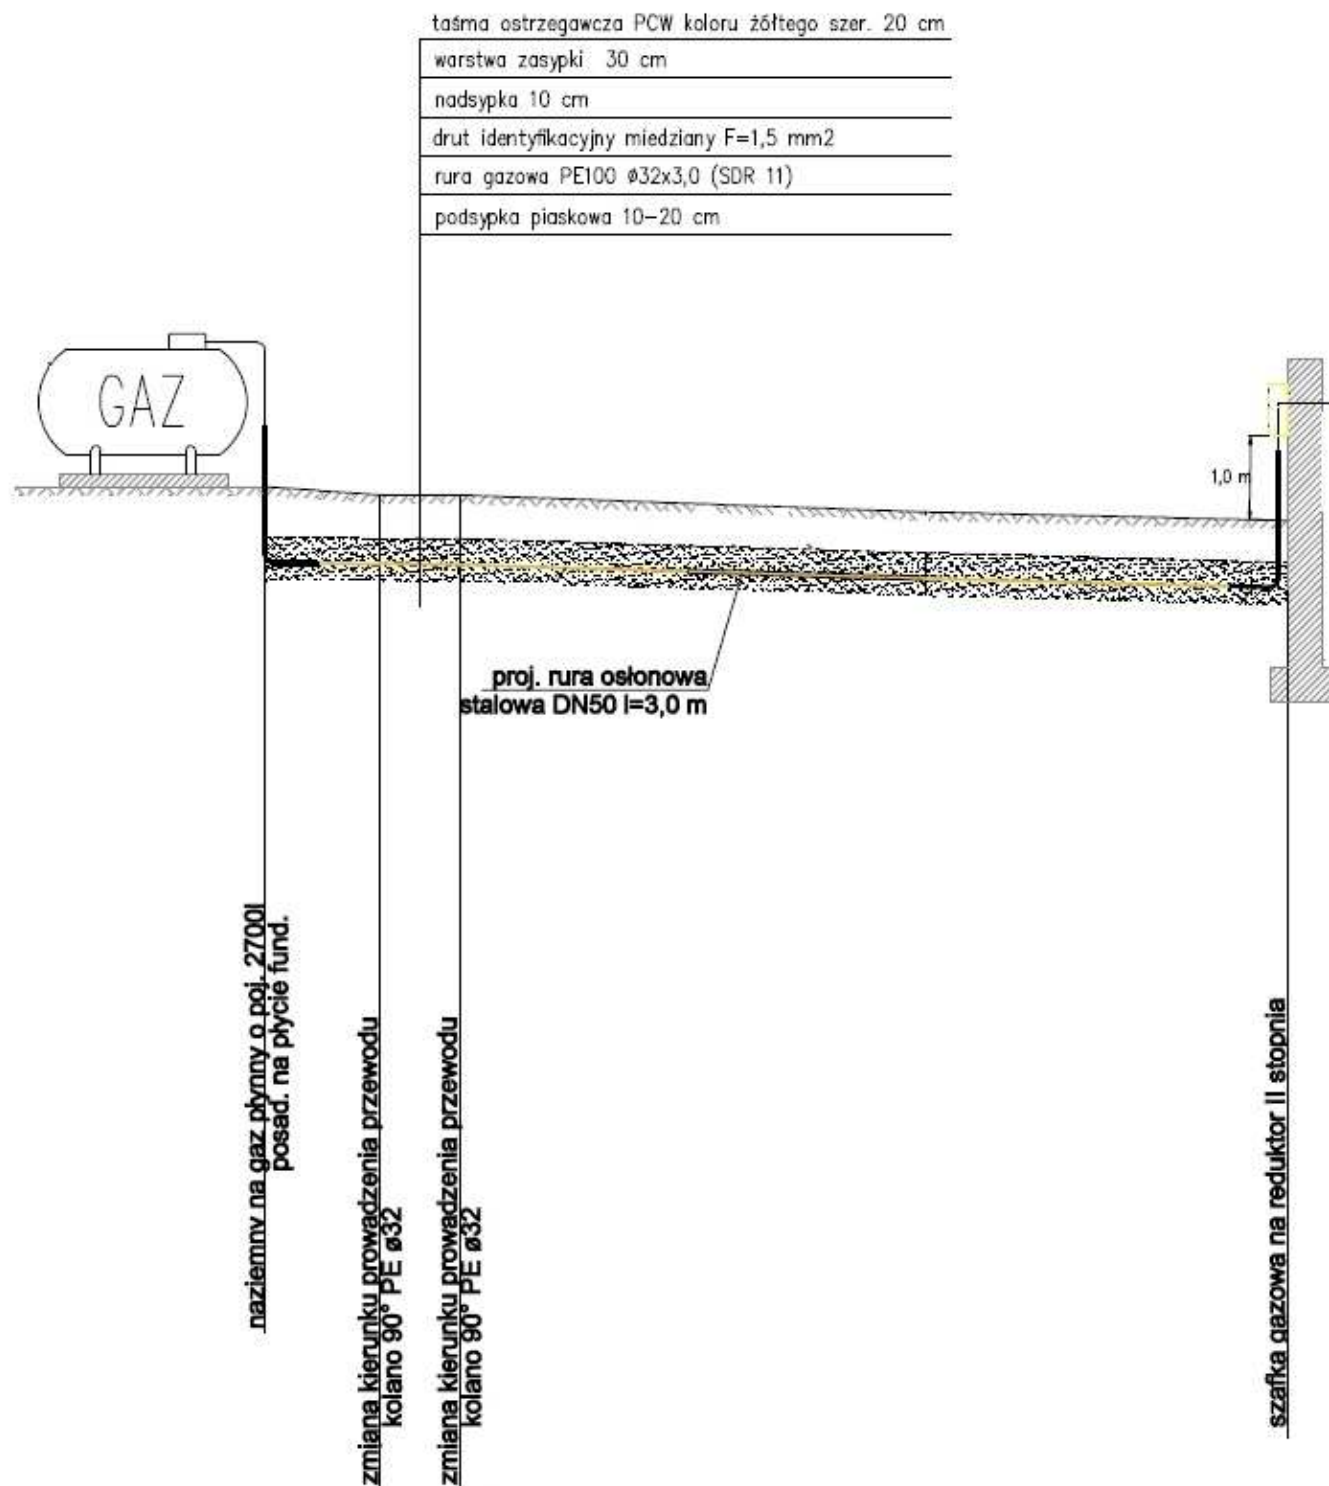 taśma ostrzegawcza PCW koloru żółtego szer. 20 cm
warstwa zasypki 30 cm
nadsypka 10 cm
drut identyfikacyjny miedziany F=1,5 mm2
rura gazowa PE100 ø32x3,0 (SDR 11)
podsypka piaskowa 10-20 cm
GAZ
1,0 m
proj. rura osłonowa
stalowa DN50 l=3,0 m
naziemny na gaz płynny o poj. 2700l
posad. na płycie fund.
zmiana kierunku prowadzenia przewodu
kolano 90° PE ø32
zmiana kierunku prowadzenia przewodu
kolano 90° PE ø32
szafka gazowa na reduktor II stopnia